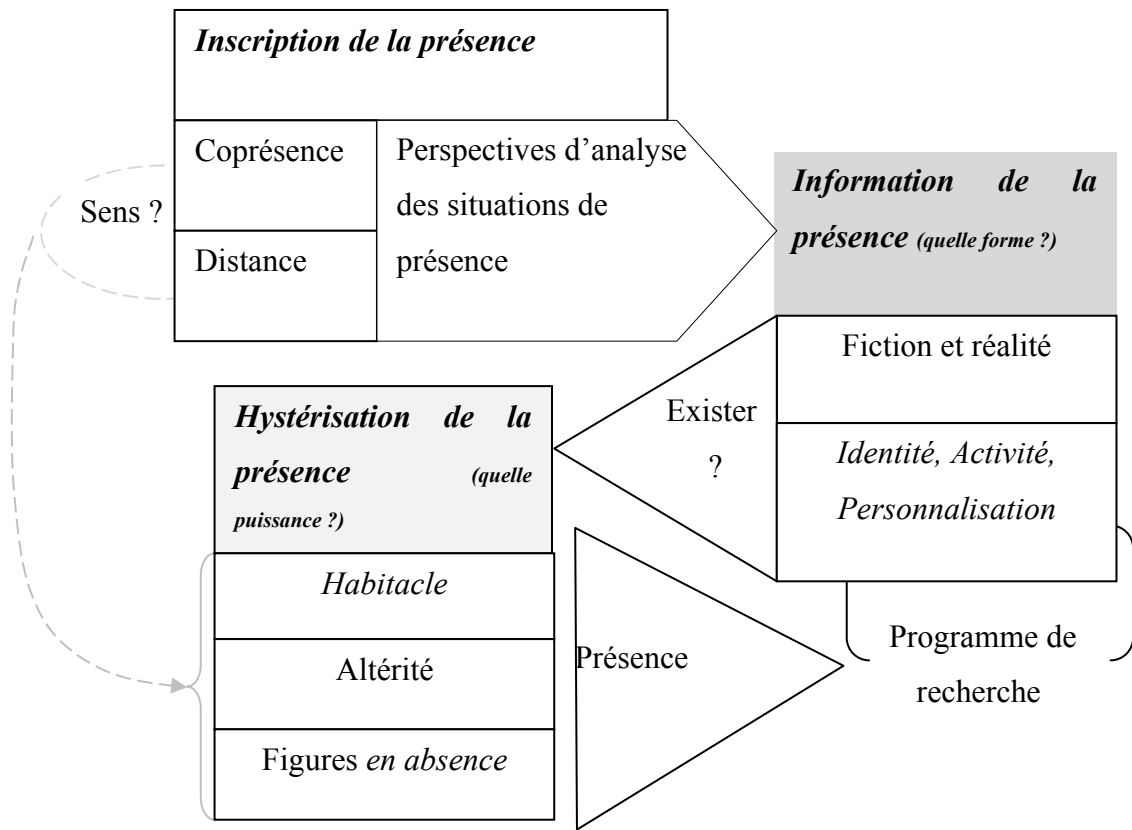 Inscription de la présence
Coprésence
Distance
Perspectives d’analyse
des situations de
présence
Sens ?
Information de la
présence (quelle forme ?)
Fiction et réalité
Identité, Activité,
Personnalisation
Exister
?
Hystérisation de la
présence (quelle
puissance ?)
Habitacle
Altérité
Figures en absence
Présence
Programme de
recherche